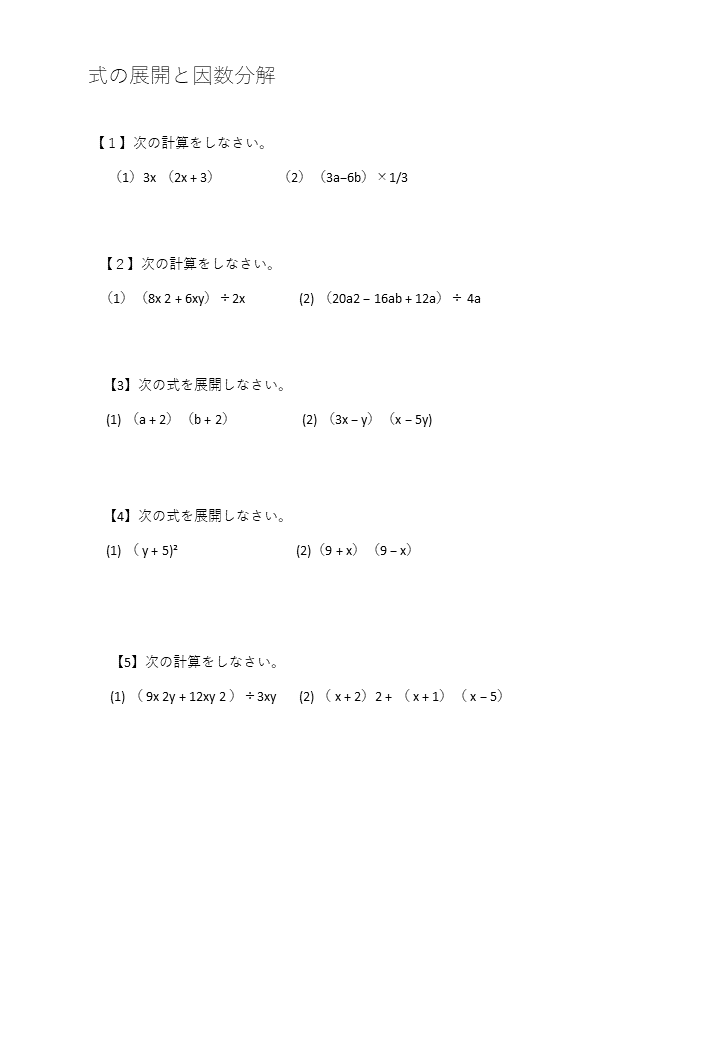 式の展開と因数分解
【１】次の計算をしなさい。
（1）3x （2x + 3） （2）（3a−6b）×1/3
【２】次の計算をしなさい。
（1）（8x 2 + 6xy）÷2x (2) （20a2 − 16ab + 12a）÷ 4a
【3】次の式を展開しなさい。
(1) （a + 2）（b + 2） (2) （3x − y）（x − 5y)
【4】次の式を展開しなさい。
(1) （ y + 5)² (2)（9 + x）（9 − x）
【5】次の計算をしなさい。
(1) （ 9x 2y + 12xy 2 ）÷3xy (2) （ x + 2）2 + （ x + 1）（ x − 5）